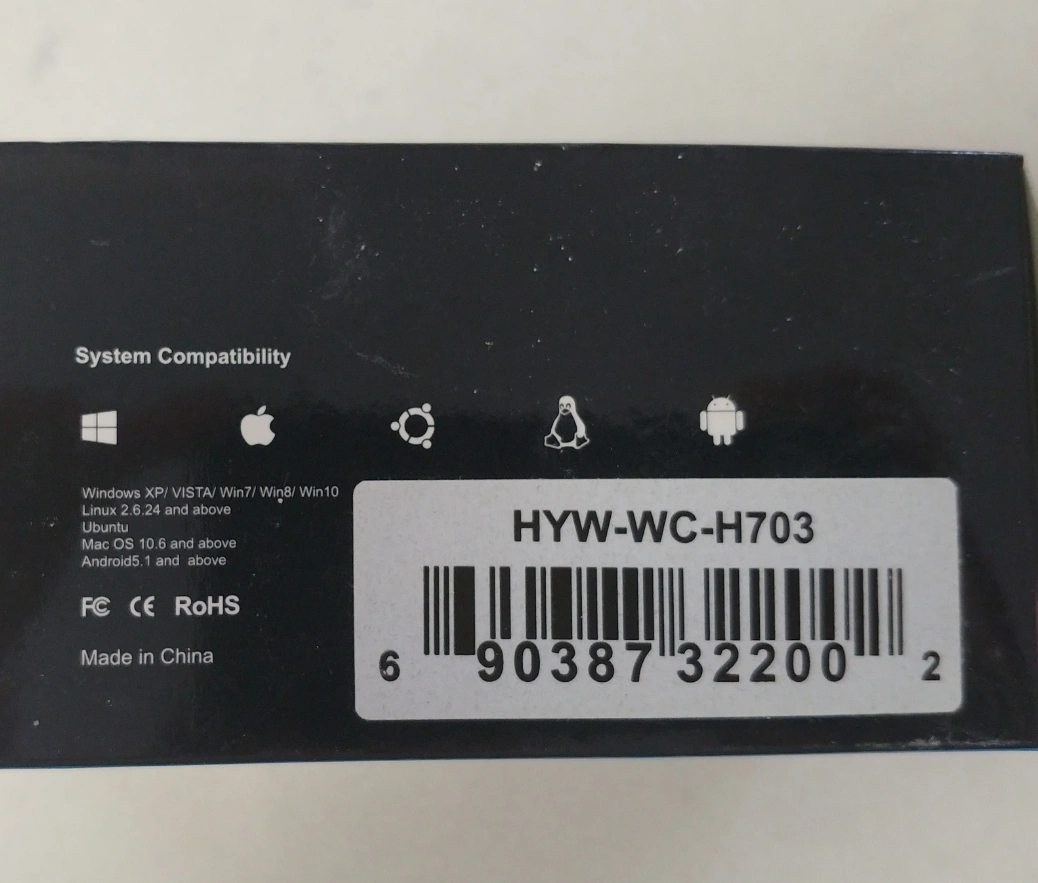 System Compatibility
Windows XP/ VISTA/ Win7/ Win8/ Win10
Linux 2.6.24 and above
Ubuntu
Mac OS 10.6 and above
Android5.1 and above
FC CE RoHS
Made in China
HYW-WC-H703
6 90387 32200 2